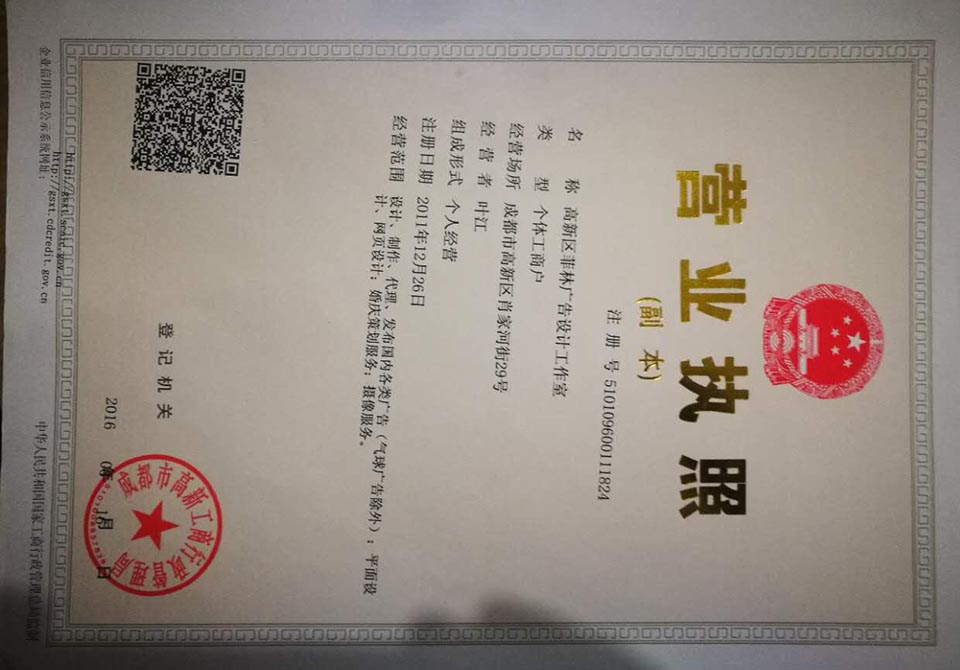 营业执照
(副本)
注册号 510109600111824
名称 高新区菲林广告设计工作室
类型 个体工商户
经营场所 成都市高新区肖家河街29号
经营者 叶江
组成形式 个人经营
注册日期 2011年12月26日
经营范围 设计、制作、代理、发布国内各类广告（气球广告除外）；平面设
计、网页设计；婚庆策划服务；摄像服务。
登记机关
成都市高新工商行政管理局
2016 年 月 日
http://gsxt.scaic.gov.cn
企业信用信息公示系统网址: http://gsxt.cdcredit.gov.cn
中华人民共和国国家工商行政管理总局监制